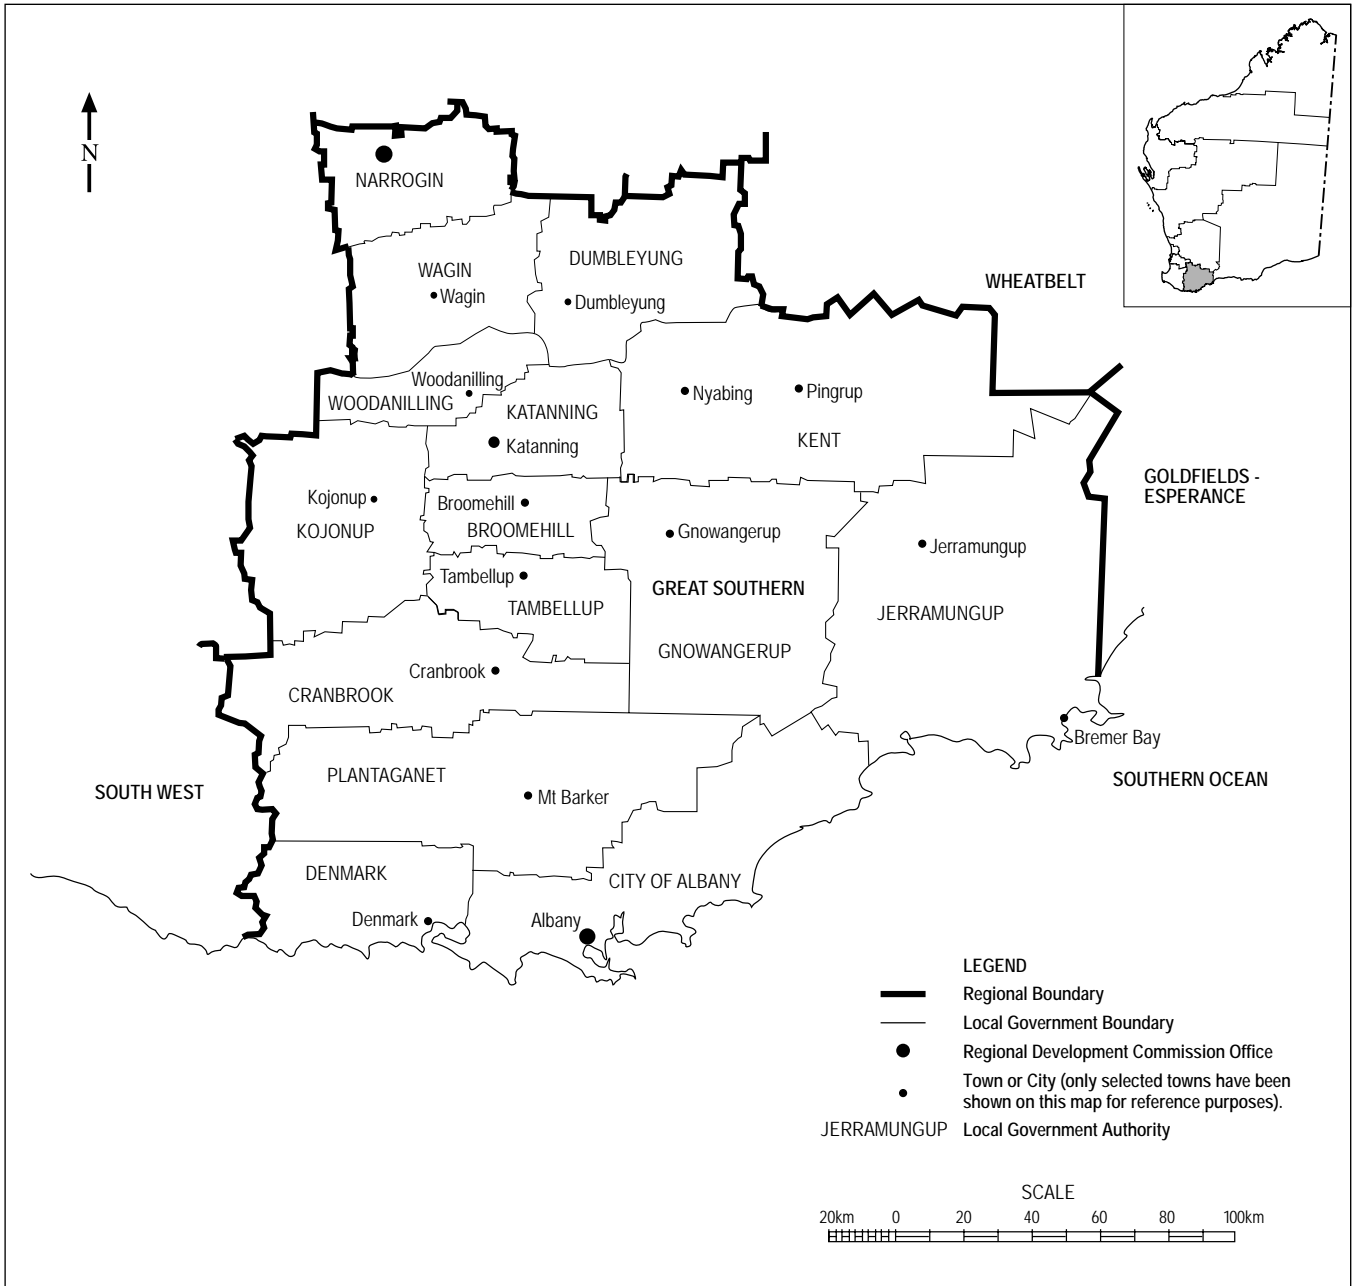 N
NARROGIN
WAGIN
Wagin
DUMBLEYUNG
Dumbleyung
WHEATBELT
Woodanilling
WOODANILLING
KATANNING
Katanning
Nyabing
Pingrup
KENT
GOLDFIELDS -
ESPERANCE
Kojonup
KOJONUP
Broomehill
BROOMEHILL
Gnowangerup
Jerramungup
Tambellup
TAMBELLUP
GREAT SOUTHERN
JERRAMUNGUP
GNOWANGERUP
Cranbrook
CRANBROOK
Bremer Bay
SOUTHERN OCEAN
PLANTAGANET
SOUTH WEST
Mt Barker
DENMARK
CITY OF ALBANY
Denmark
Albany
LEGEND
Regional Boundary
Local Government Boundary
Regional Development Commission Office
Town or City (only selected towns have been
shown on this map for reference purposes).
JERRAMUNGUP Local Government Authority
SCALE
20km 0 20 40 60 80 100km